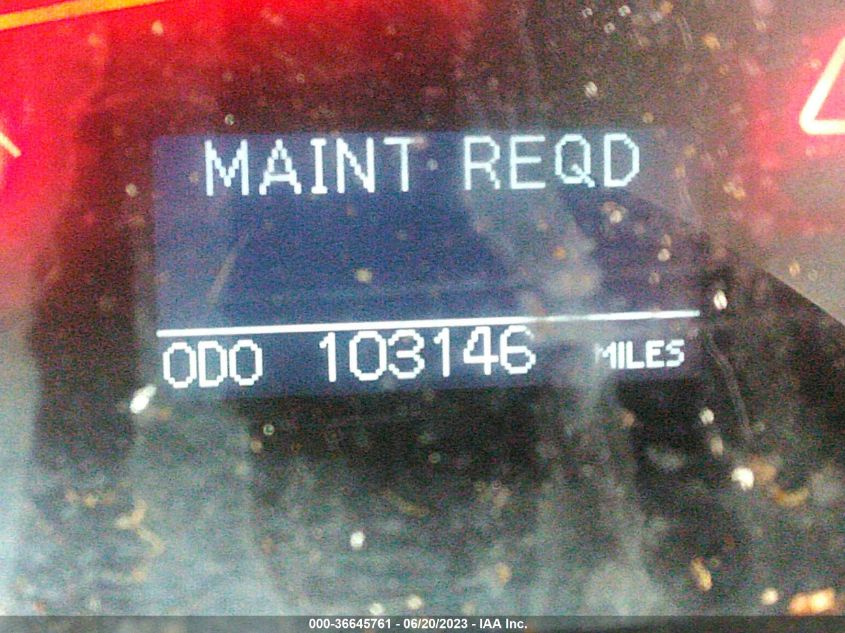 MAINT REQD
ODO 103146 MILES
000-36645761 - 06/20/2023 - IAA Inc.